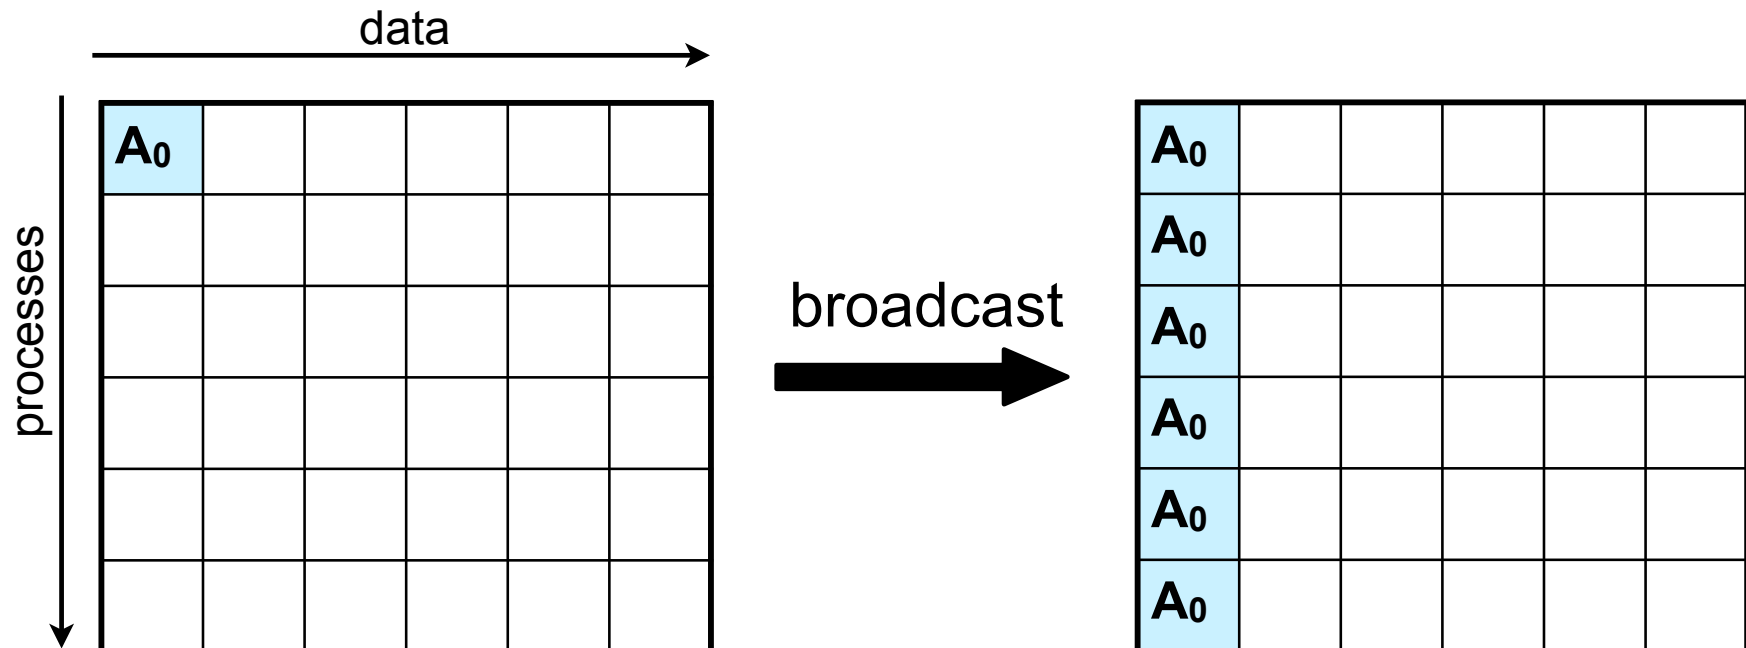 data
processes
A₀
broadcast
A₀
A₀
A₀
A₀
A₀
A₀